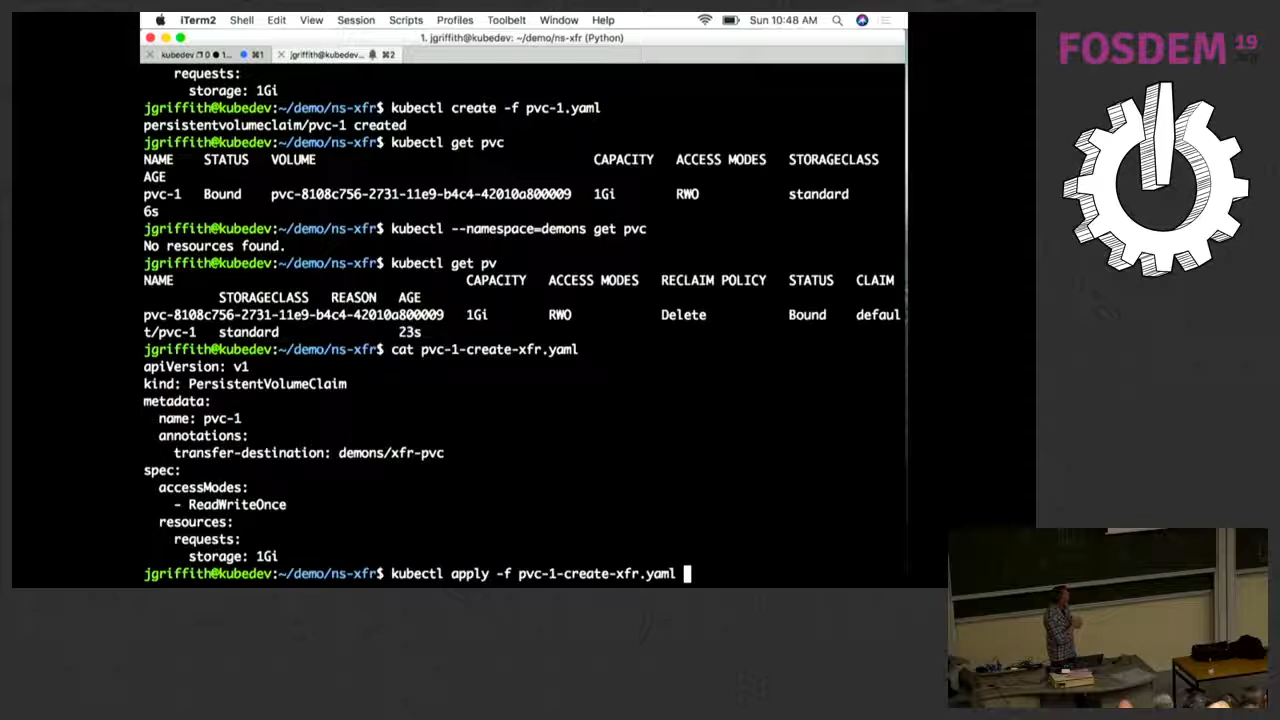 iTerm2 Shell Edit View Session Scripts Profiles Toolbelt Window Help Sun 10:48 AM
1. jgriffith@kubedev: ~/demo/ns-xfr (Python)
kubedev ⌘1 jgriffith@kubedev... ⌘2
FOSDEM 19
requests:
storage: 1Gi
jgriffith@kubedev:~/demo/ns-xfr$ kubectl create -f pvc-1.yaml
persistentvolumeclaim/pvc-1 created
jgriffith@kubedev:~/demo/ns-xfr$ kubectl get pvc
NAME STATUS VOLUME CAPACITY ACCESS MODES STORAGECLASS
AGE
pvc-1 Bound pvc-8108c756-2731-11e9-b4c4-42010a800009 1Gi RWO standard
6s
jgriffith@kubedev:~/demo/ns-xfr$ kubectl --namespace=demons get pvc
No resources found.
jgriffith@kubedev:~/demo/ns-xfr$ kubectl get pv
NAME CAPACITY ACCESS MODES RECLAIM POLICY STATUS CLAIM
STORAGECLASS REASON AGE
pvc-8108c756-2731-11e9-b4c4-42010a800009 1Gi RWO Delete Bound defaul
t/pvc-1 standard 23s
jgriffith@kubedev:~/demo/ns-xfr$ cat pvc-1-create-xfr.yaml
apiVersion: v1
kind: PersistentVolumeClaim
metadata:
name: pvc-1
annotations:
transfer-destination: demons/xfr-pvc
spec:
accessModes:
- ReadWriteOnce
resources:
requests:
storage: 1Gi
jgriffith@kubedev:~/demo/ns-xfr$ kubectl apply -f pvc-1-create-xfr.yaml